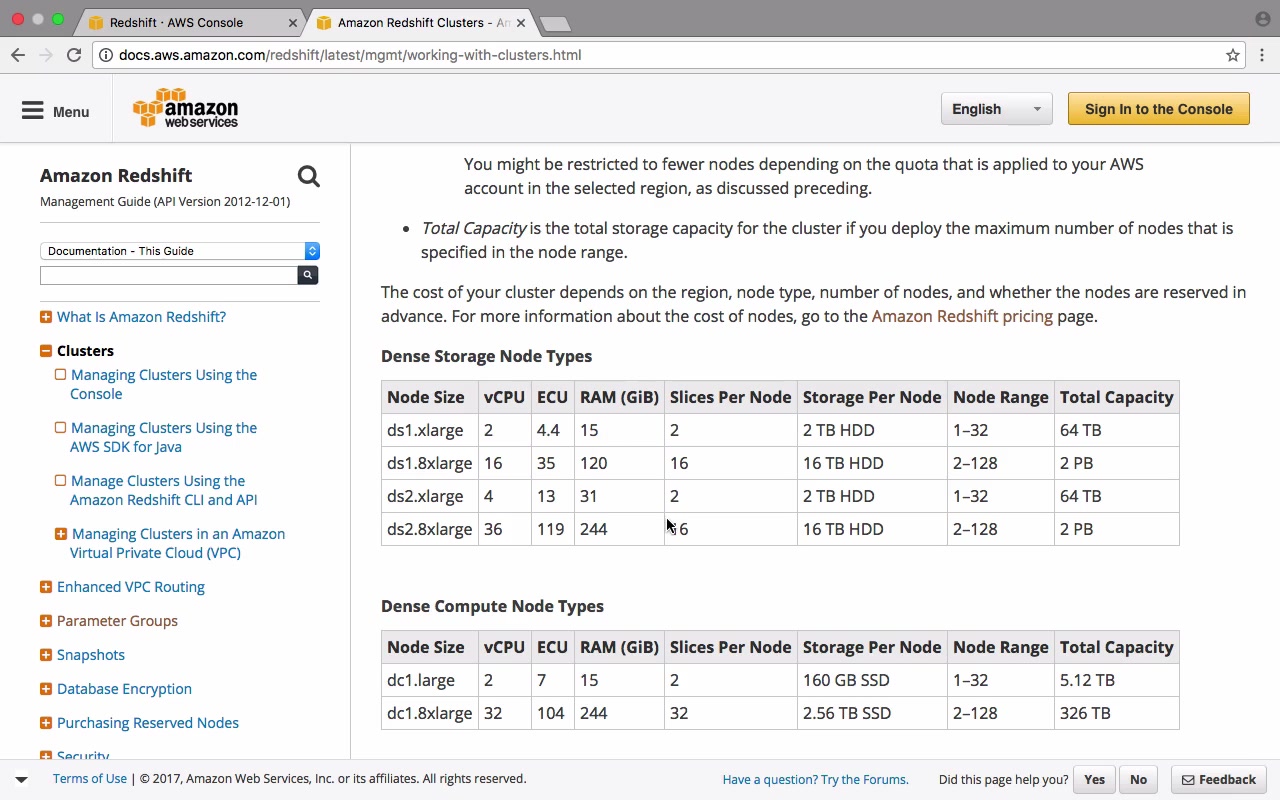 Redshift · AWS Console
Amazon Redshift Clusters - Am
docs.aws.amazon.com/redshift/latest/mgmt/working-with-clusters.html
Menu
amazon
web services
English
Sign In to the Console
Amazon Redshift
Management Guide (API Version 2012-12-01)
Documentation - This Guide
What Is Amazon Redshift?
Clusters
Managing Clusters Using the
Console
Managing Clusters Using the
AWS SDK for Java
Manage Clusters Using the
Amazon Redshift CLI and API
Managing Clusters in an Amazon
Virtual Private Cloud (VPC)
Enhanced VPC Routing
Parameter Groups
Snapshots
Database Encryption
Purchasing Reserved Nodes
Security
You might be restricted to fewer nodes depending on the quota that is applied to your AWS
account in the selected region, as discussed preceding.
• Total Capacity is the total storage capacity for the cluster if you deploy the maximum number of nodes that is
specified in the node range.
The cost of your cluster depends on the region, node type, number of nodes, and whether the nodes are reserved in
advance. For more information about the cost of nodes, go to the Amazon Redshift pricing page.
Dense Storage Node Types
Node Size vCPU ECU RAM (GiB) Slices Per Node Storage Per Node Node Range Total Capacity
ds1.xlarge 2 4.4 15 2 2 TB HDD 1–32 64 TB
ds1.8xlarge 16 35 120 16 16 TB HDD 2–128 2 PB
ds2.xlarge 4 13 31 2 2 TB HDD 1–32 64 TB
ds2.8xlarge 36 119 244 6 16 TB HDD 2–128 2 PB
Dense Compute Node Types
Node Size vCPU ECU RAM (GiB) Slices Per Node Storage Per Node Node Range Total Capacity
dc1.large 2 7 15 2 160 GB SSD 1–32 5.12 TB
dc1.8xlarge 32 104 244 32 2.56 TB SSD 2–128 326 TB
Terms of Use | © 2017, Amazon Web Services, Inc. or its affiliates. All rights reserved.
Have a question? Try the Forums.
Did this page help you?
Yes
No
Feedback